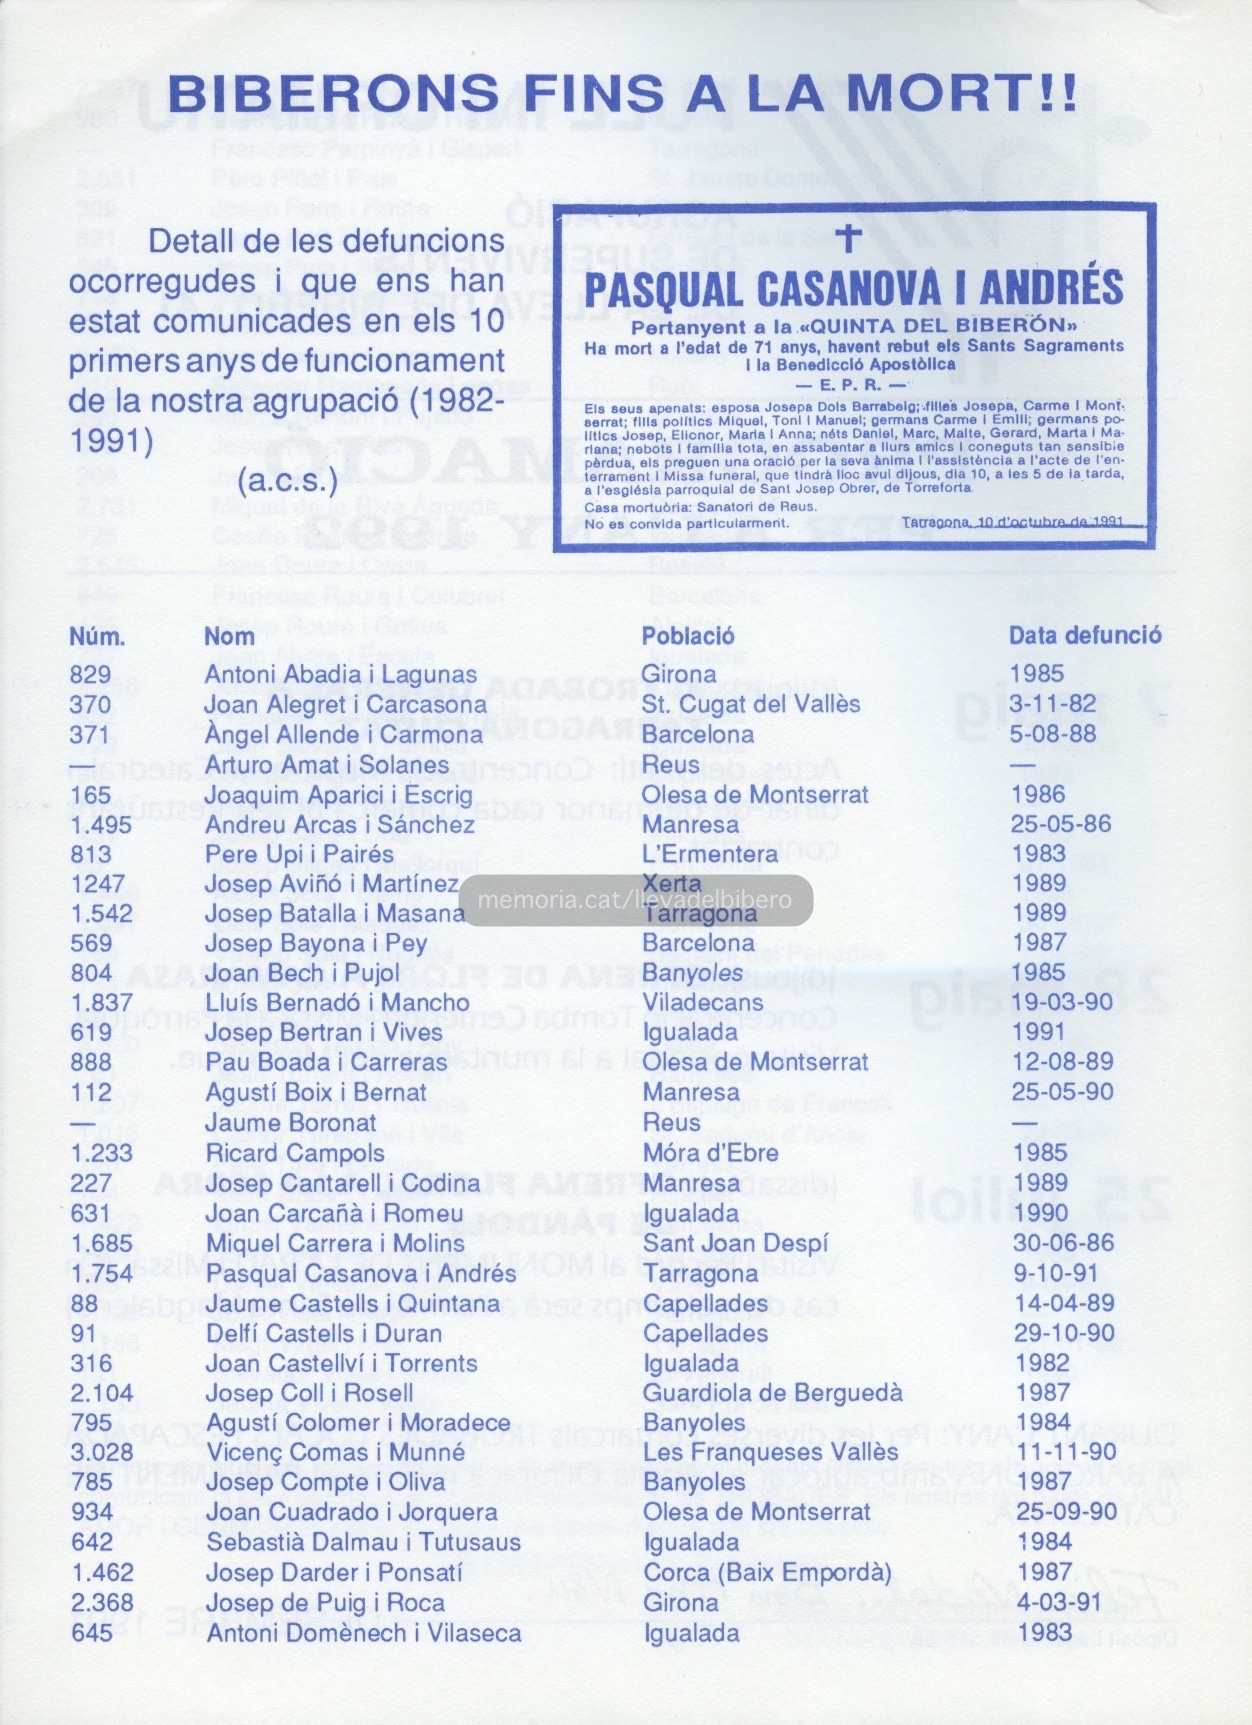 BIBERONS FINS A LA MORT!!
Detall de les defuncions
ocorregudes i que ens han
estat comunicades en els 10
primers anys de funcionament
de la nostra agrupació (1982-
1991)
(a.c.s.)
PASQUAL CASANOVA I ANDRÉS
Pertanyent a la «QUINTA DEL BIBERÓN»
Ha mort a l'edat de 71 anys, havent rebut els Sants Sagraments
i la Benedicció Apostòlica
— E. P. R. —
Els seus apenats: esposa Josepa Dols Barrabeig; filles Josepa, Carme i Mont-
serrat; fills polítics Miquel, Toni i Manuel; germans Carme i Emili; germans po-
lítics Josep, Elionor, Maria i Anna; néts Daniel, Marc, Maite, Gerard, Marta i Ma-
riana; nebots i família tota, en assabentar a llurs amics i coneguts tan sensible
pèrdua, els preguen una oració per la seva ànima i l'assistència a l'acte de l'en-
terrament i Missa funeral, que tindrà lloc avui dijous, dia 10, a les 5 de la tarda,
a l'església parroquial de Sant Josep Obrer, de Torreforta.
Casa mortuòria: Sanatori de Reus.
No es convida particularment. Tarragona, 10 d'octubre de 1991
Núm. Nom Població Data defunció
829 Antoni Abadia i Lagunas Girona 1985
370 Joan Alegret i Carcasona St. Cugat del Vallès 3-11-82
371 Àngel Allende i Carmona Barcelona 5-08-88
— Arturo Amat i Solanes Reus —
165 Joaquim Aparici i Escrig Olesa de Montserrat 1986
1.495 Andreu Arcas i Sánchez Manresa 25-05-86
813 Pere Upi i Pairés L'Ermentera 1983
1247 Josep Aviñó i Martínez Xerta 1989
memoria.cat/llevadelbibero
1.542 Josep Batalla i Masana Tarragona 1989
569 Josep Bayona i Pey Barcelona 1987
804 Joan Bech i Pujol Banyoles 1985
1.837 Lluís Bernadó i Mancho Viladecans 19-03-90
619 Josep Bertran i Vives Igualada 1991
888 Pau Boada i Carreras Olesa de Montserrat 12-08-89
112 Agustí Boix i Bernat Manresa 25-05-90
— Jaume Boronat Reus —
1.233 Ricard Campols Móra d'Ebre 1985
227 Josep Cantarell i Codina Manresa 1989
631 Joan Carcañà i Romeu Igualada 1990
1.685 Miquel Carrera i Molins Sant Joan Despí 30-06-86
1.754 Pasqual Casanova i Andrés Tarragona 9-10-91
88 Jaume Castells i Quintana Capellades 14-04-89
91 Delfí Castells i Duran Capellades 29-10-90
316 Joan Castellví i Torrents Igualada 1982
2.104 Josep Coll i Rosell Guardiola de Berguedà 1987
795 Agustí Colomer i Moradece Banyoles 1984
3.028 Vicenç Comas i Munné Les Franqueses Vallès 11-11-90
785 Josep Compte i Oliva Banyoles 1987
934 Joan Cuadrado i Jorquera Olesa de Montserrat 25-09-90
642 Sebastià Dalmau i Tutusaus Igualada 1984
1.462 Josep Darder i Ponsatí Corca (Baix Empordà) 1987
2.368 Josep de Puig i Roca Girona 4-03-91
645 Antoni Domènech i Vilaseca Igualada 1983